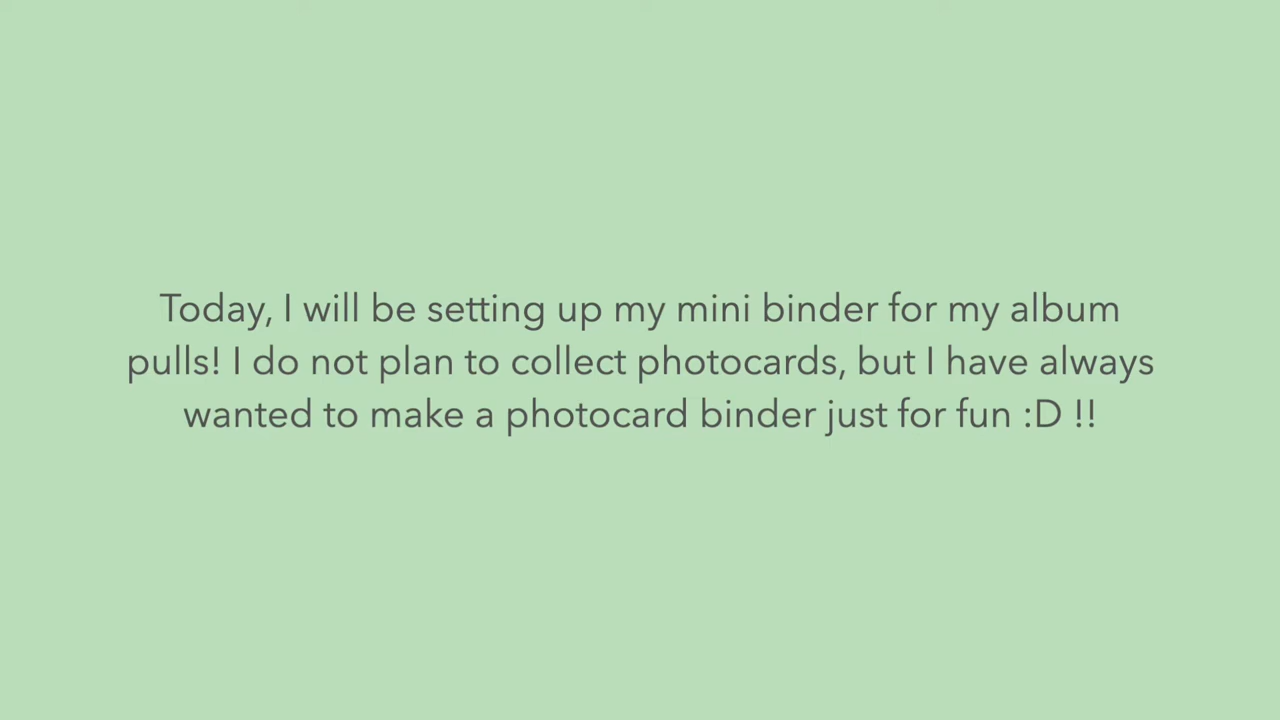 Today, I will be setting up my mini binder for my album
pulls! I do not plan to collect photocards, but I have always
wanted to make a photocard binder just for fun :D !!